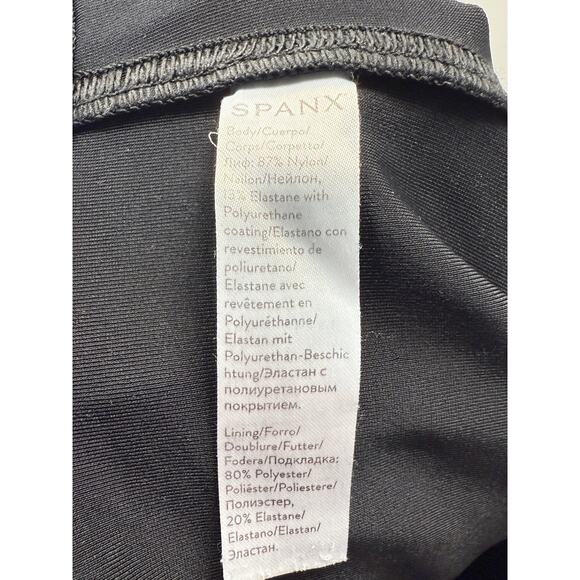 SPANX
Body/Cuerpo/
Corps/Corpetto/
Лиф: 87% Nylon/
Nailon/Нейлон,
13% Elastane with
Polyurethane
coating/Elastano con
revestimiento de
poliuretano/
Elastane avec
revêtement en
Polyuréthanne/
Elastan mit
Polyurethan-Beschic
htung/Эластан с
полиуретановым
покрытием.
Lining/Forro/
Doublure/Futter/
Fodera/Подкладка:
80% Polyester/
Poliéster/Poliestere/
Полиэстер,
20% Elastane/
Elastano/Elastan/
Эластан.